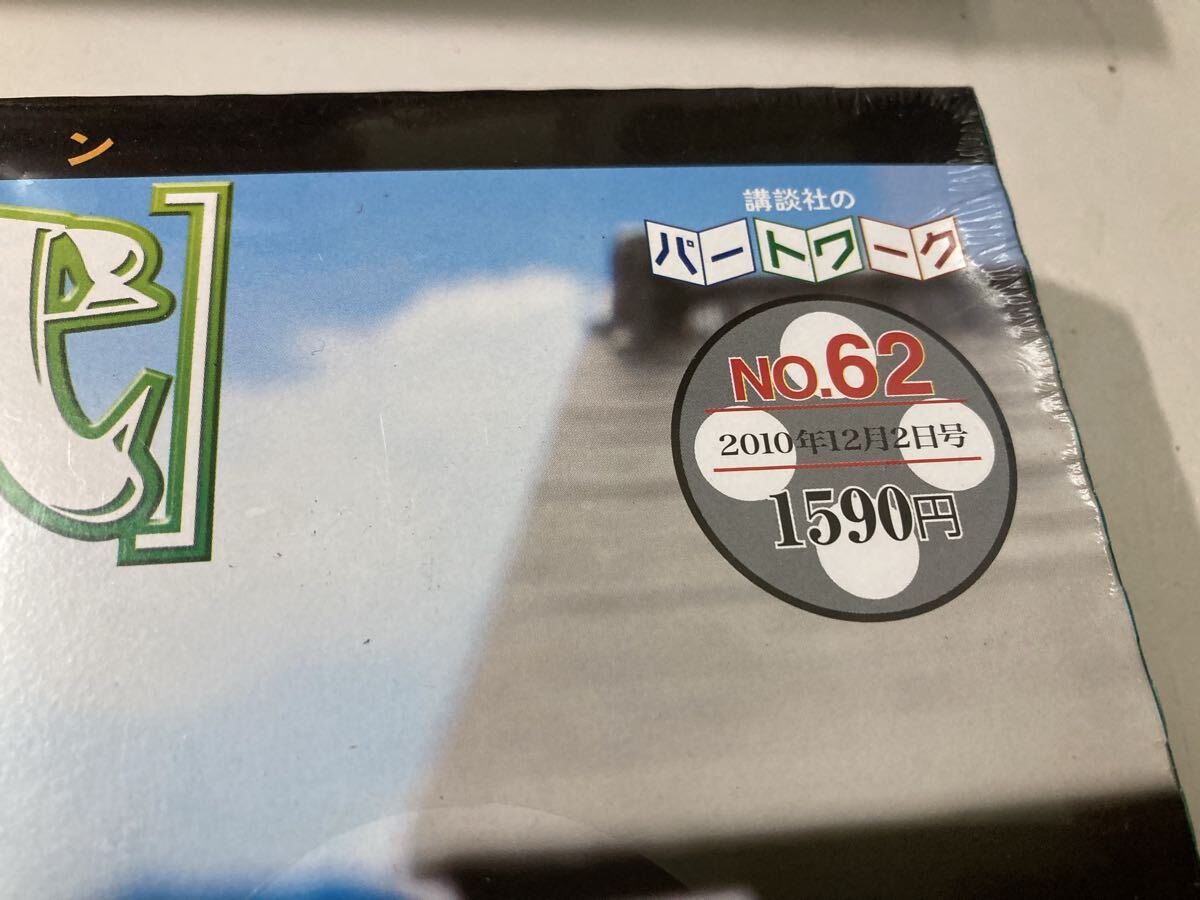 ン
講談社の
パートワーク
NO.62
2010年12月2日号
1590円